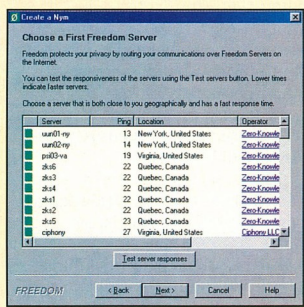 Create a Nym
Choose a First Freedom Server
Freedom protects your privacy by routing your communications over Freedom Servers on
the Internet.
You can test the responsiveness of the servers using the Test servers button. Lower times
indicate faster servers.
Choose a server that is both close to you geographically and has a fast response time.
Server Ping Location Operator
uun01-ny 13 New York, United States Zero-Knowle
uun02-ny 14 New York, United States Zero-Knowle
psi03-va 19 Virginia, United States Zero-Knowle
zks6 22 Quebec, Canada Zero-Knowle
zks3 22 Quebec, Canada Zero-Knowle
zks4 22 Quebec, Canada Zero-Knowle
zks1 22 Quebec, Canada Zero-Knowle
zks2 22 Quebec, Canada Zero-Knowle
zks5 23 Quebec, Canada Zero-Knowle
ciphony 27 Virginia, United States Ciphony LLC
Test server responses
FREEDOM < Back Next > Cancel Help